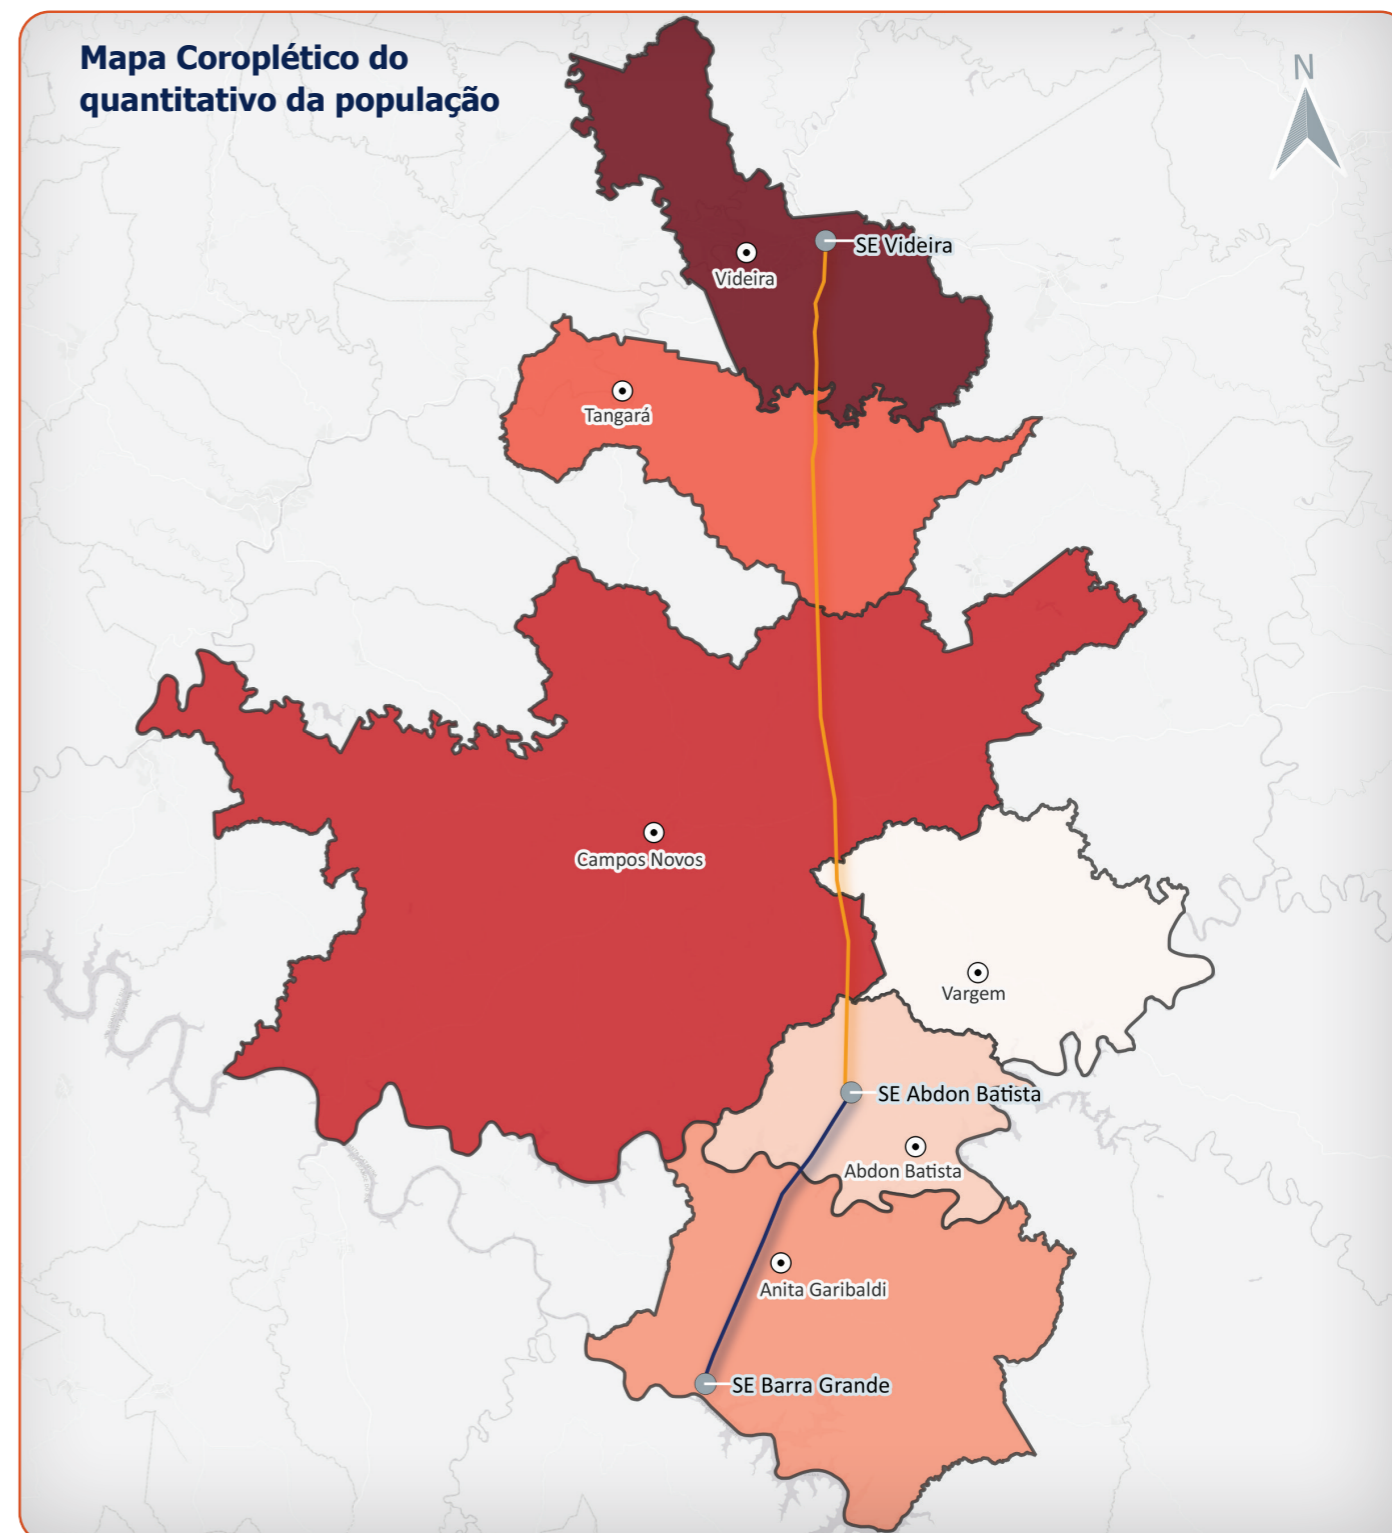 Mapa Coroplético do
quantitativo da população
N
SE Videira
Videira
Tangará
Campos Novos
Vargem
SE Abdon Batista
Abdon Batista
Anita Garibaldi
SE Barra Grande